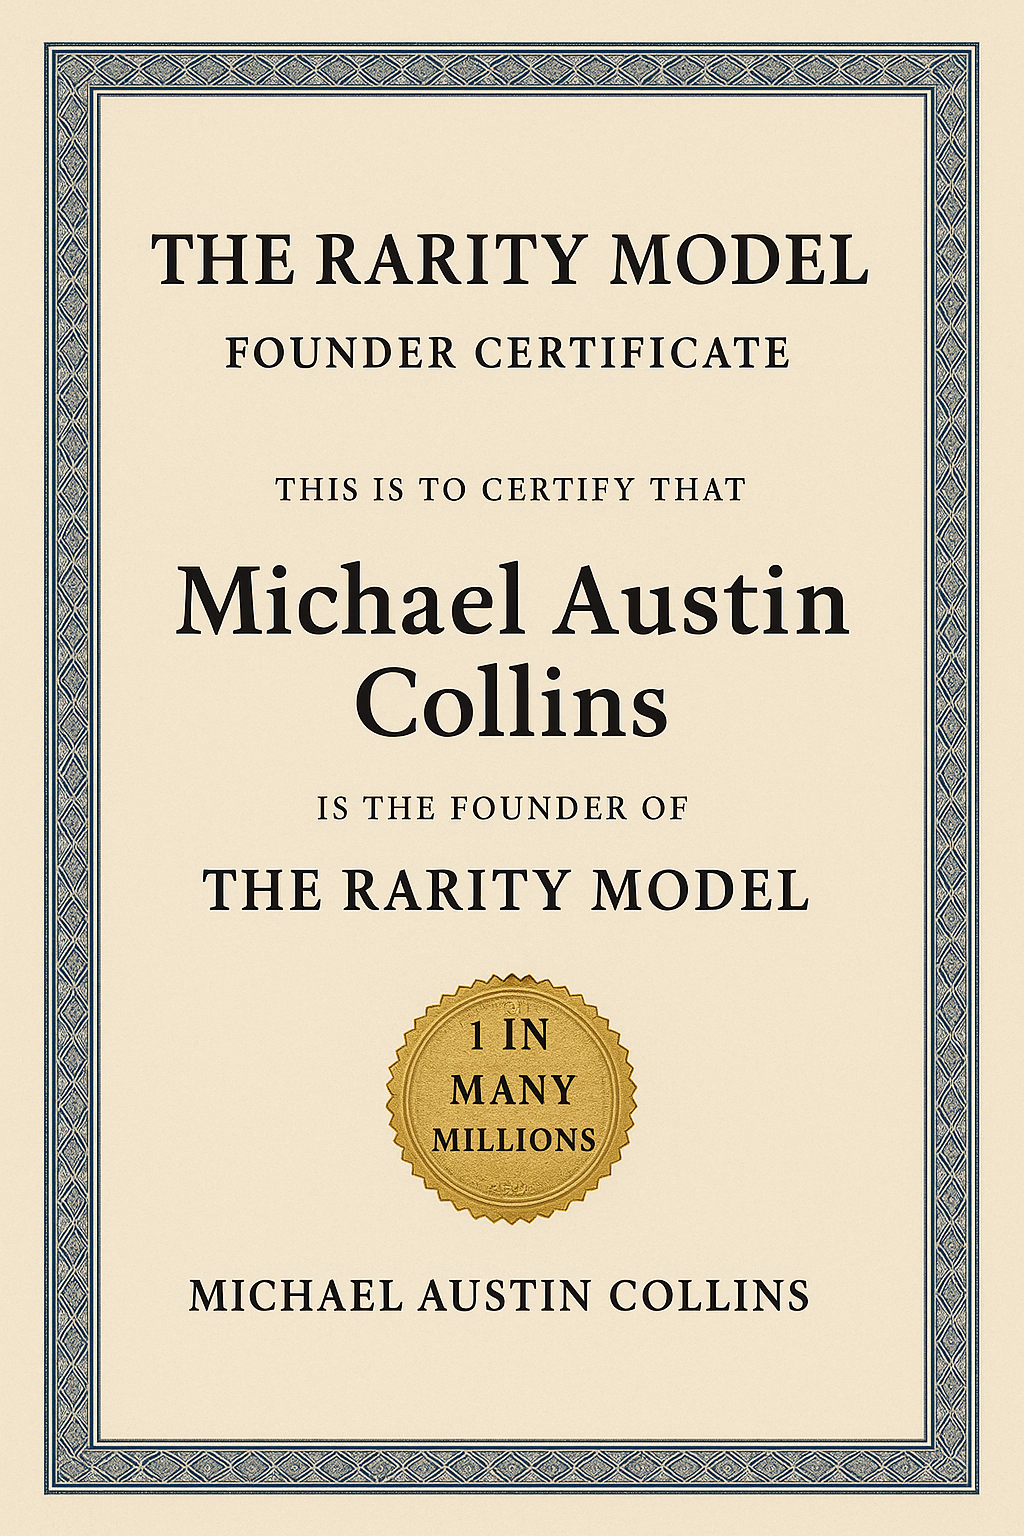 THE RARITY MODEL
FOUNDER CERTIFICATE
THIS IS TO CERTIFY THAT
Michael Austin
Collins
IS THE FOUNDER OF
THE RARITY MODEL
1 IN
MANY
MILLIONS
MICHAEL AUSTIN COLLINS